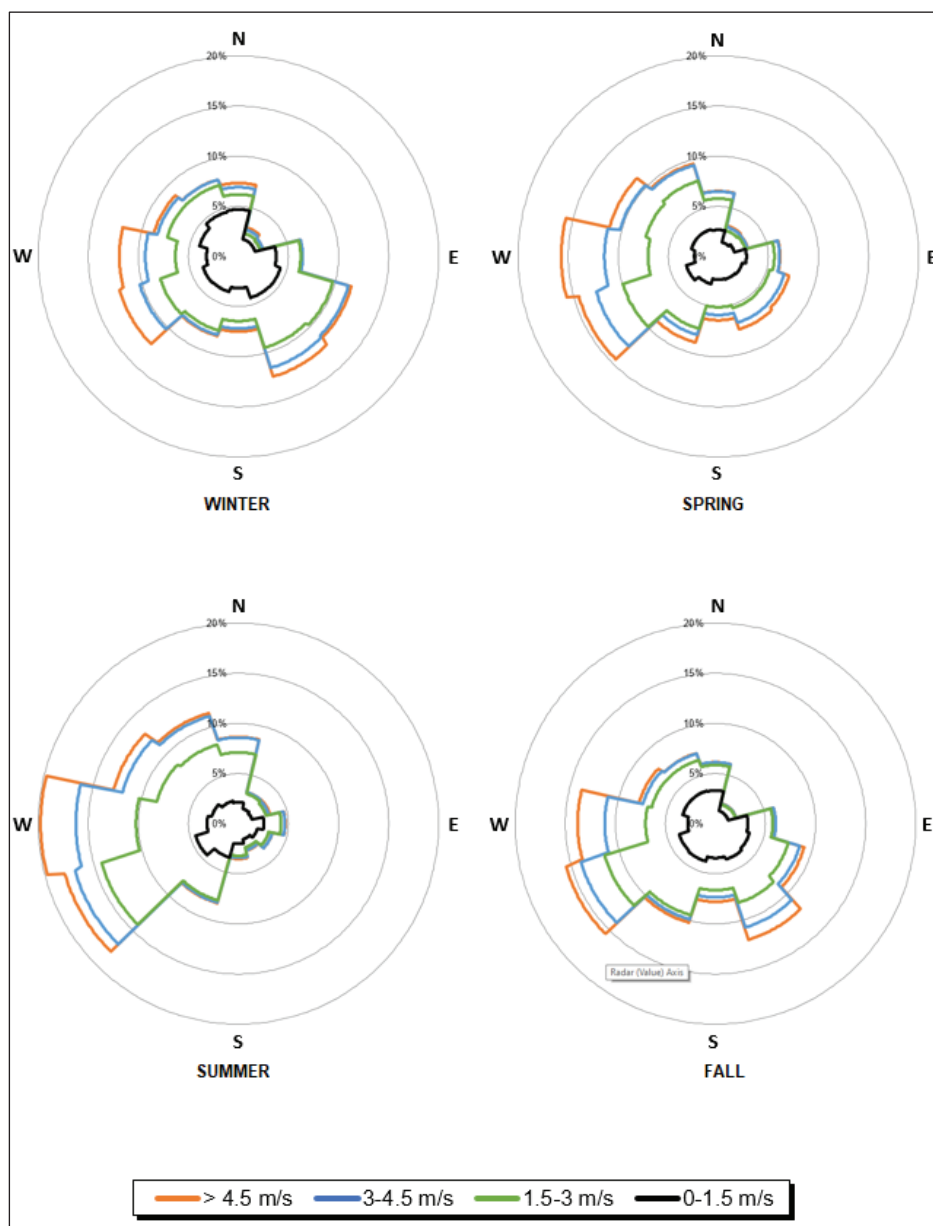 N
20%
15%
10%
5%
W
0%
E
S
WINTER
N
20%
15%
10%
5%
W
0%
E
S
SPRING
N
20%
15%
10%
5%
W
0%
E
S
SUMMER
N
20%
15%
10%
5%
W
0%
E
Radar (Value) Axis
S
FALL
> 4.5 m/s 3-4.5 m/s 1.5-3 m/s 0-1.5 m/s